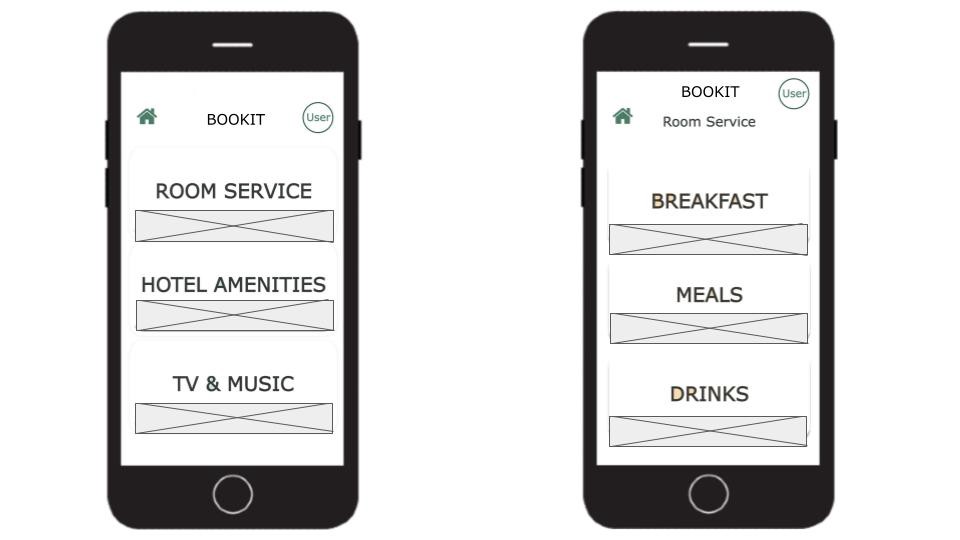 BOOKIT
User
ROOM SERVICE
HOTEL AMENITIES
TV & MUSIC
BOOKIT
User
Room Service
BREAKFAST
MEALS
DRINKS